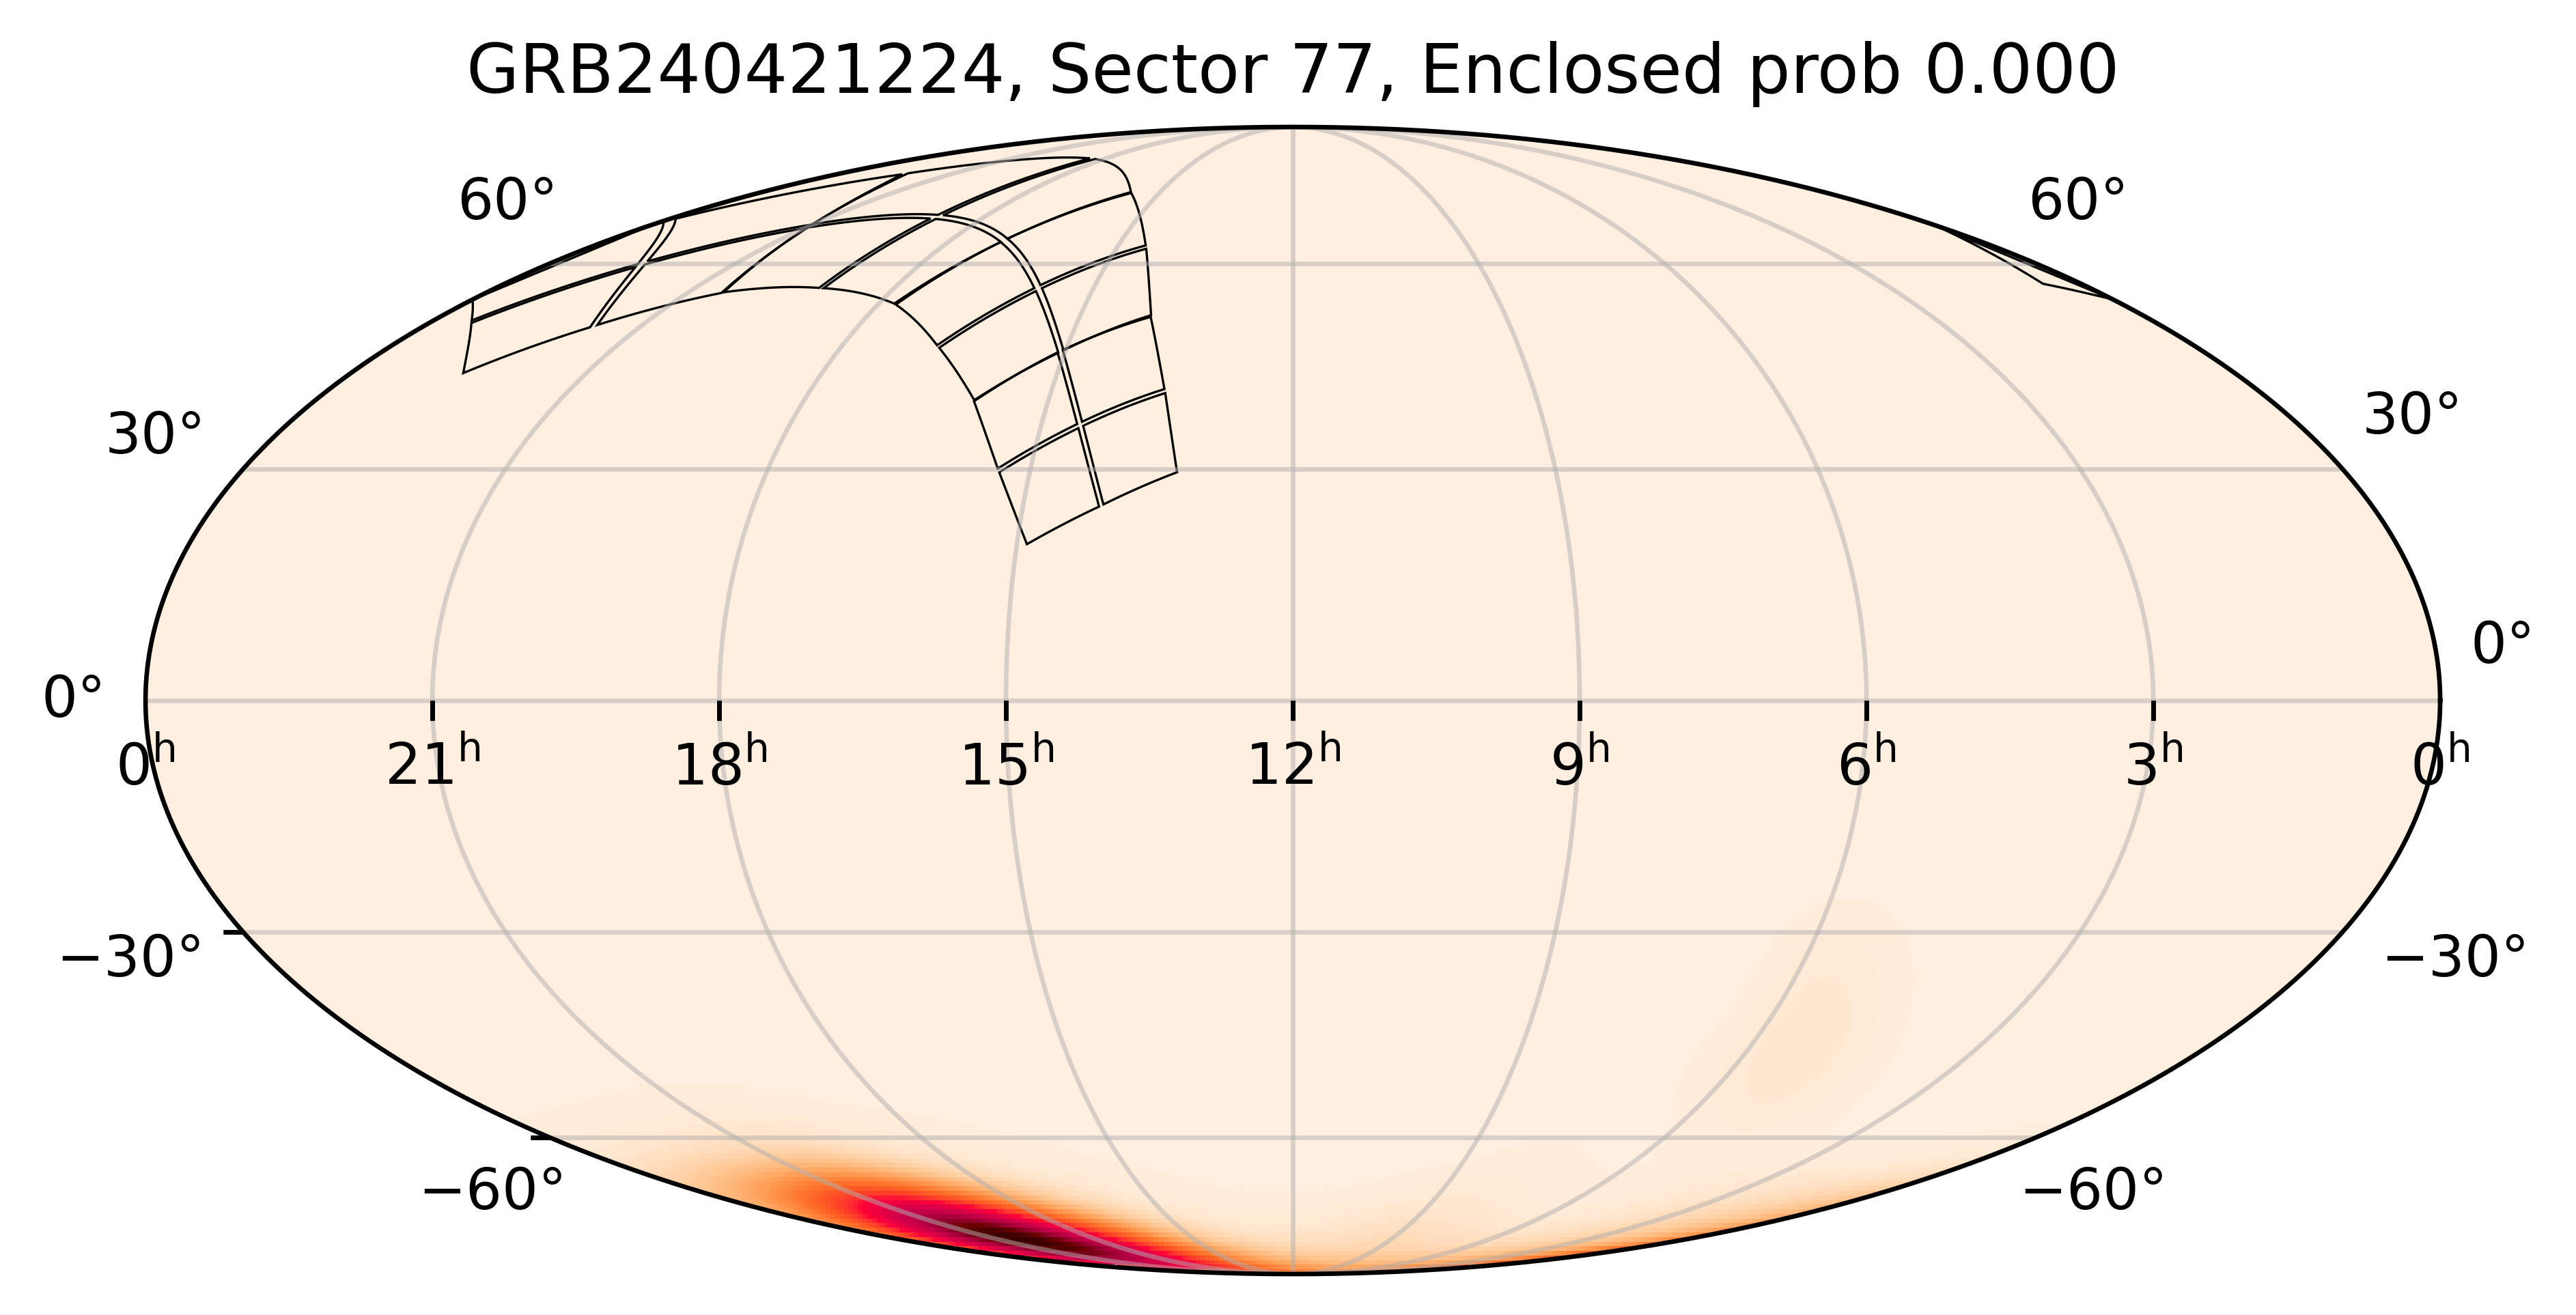 GRB240421224, Sector 77, Enclosed prob 0.000
60° 60°
30° 30°
0° 0°
0ʰ 21ʰ 18ʰ 15ʰ 12ʰ 9ʰ 6ʰ 3ʰ 0ʰ
−30° −30°
−60° −60°